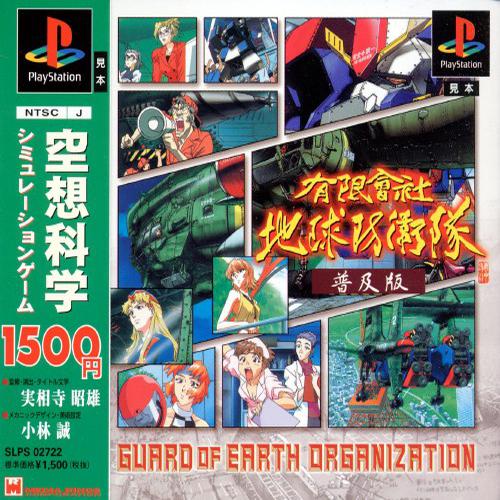 PlayStation
見本
NTSC J
空想科学
シミュレーションゲーム
1500円
●監修・演出・タイトル文字
実相寺 昭雄
●メカニックデザイン・美術設定
小林 誠
SLPS 02722
標準価格￥1,500(税抜)
PlayStation
見本
有限會社
地球防衛隊
普及版
GUARD OF EARTH ORGANIZATION